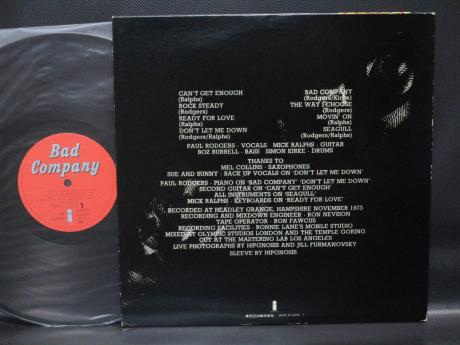 Bad
Company
1
CAN'T GET ENOUGH
(Ralphs)
ROCK STEADY
(Rodgers)
READY FOR LOVE
(Ralphs)
DON'T LET ME DOWN
(Rodgers/Ralphs)
BAD COMPANY
(Rodgers/Kirke)
THE WAY I CHOOSE
(Rodgers)
MOVIN' ON
(Ralphs)
SEAGULL
(Rodgers/Ralphs)
PAUL RODGERS - VOCALS MICK RALPHS - GUITAR
BOZ BURRELL - BASS SIMON KIRKE - DRUMS
THANKS TO
MEL COLLINS - SAXOPHONES
SUE AND SUNNY - BACK UP VOCALS ON 'DON'T LET ME DOWN'
PAUL RODGERS - PIANO ON 'BAD COMPANY' 'DON'T LET ME DOWN'
SECOND GUITAR ON 'CAN'T GET ENOUGH'
ALL INSTRUMENTS ON 'SEAGULL'
MICK RALPHS - KEYBOARDS ON 'READY FOR LOVE'
RECORDED AT HEADLEY GRANGE, HAMPSHIRE NOVEMBER 1973
RECORDING AND MIXDOWN ENGINEER - RON NEVISON
TAPE OPERATOR - RON FAWCUS
RECORDING FACILITIES - RONNIE LANE'S MOBILE STUDIO
MIXED AT OLYMPIC STUDIOS LONDON AND THE TEMPLE GORING
CUT AT THE MASTERING LAB LOS ANGELES
LIVE PHOTOGRAPHS BY HIPGNOSIS AND JILL FURMANOVSKY
SLEEVE BY HIPGNOSIS